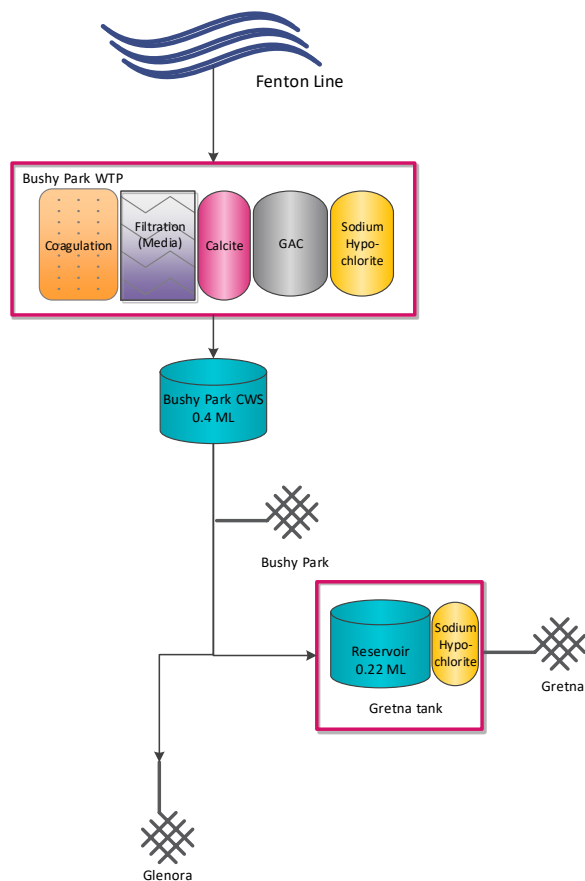 Fenton Line
Bushy Park WTP
Coagulation
Filtration
(Media)
Calcite
GAC
Sodium
Hypo-
chlorite
Bushy Park CWS
0.4 ML
Bushy Park
Reservoir
0.22 ML
Sodium
Hypo-
chlorite
Gretna tank
Gretna
Glenora